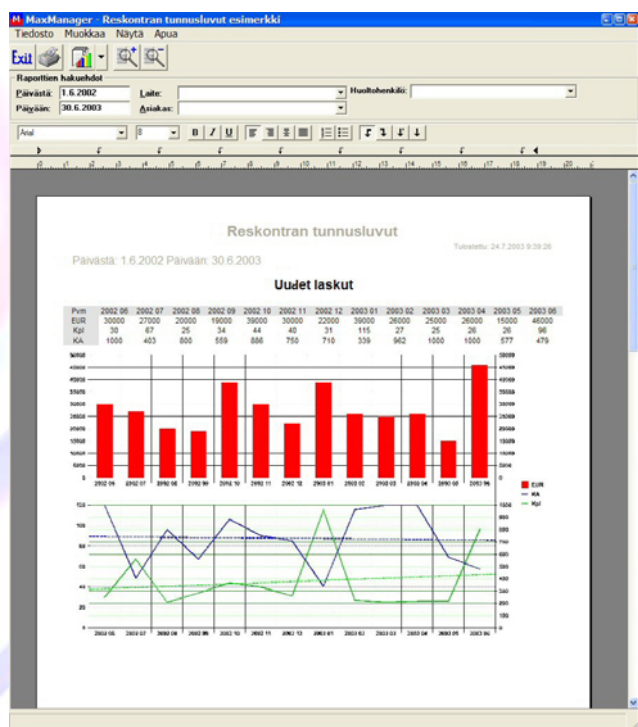 MaxManager - Reskontran tunnusluvut esimerkki
Tiedosto Muokkaa Näytä Apua
Exit
Raporttien hakuehdot
Päivästä: 1.6.2002 Laite: Huoltohenkilö:
Päivään: 30.6.2003 Asiakas:
Arial 8 B I U
Reskontran tunnusluvut
Tulostettu: 24.7.2003 9:39:26
Päivästä: 1.6.2002 Päivään: 30.6.2003
Uudet laskut
Pvm 2002 06 2002 07 2002 08 2002 09 2002 10 2002 11 2002 12 2003 01 2003 02 2003 03 2003 04 2003 05 2003 06
EUR 30000 27000 20000 19000 39000 30000 22000 39000 26000 25000 26000 15000 46000
Kpl 30 67 25 34 44 40 31 115 27 25 26 26 96
KA 1000 403 800 559 886 750 710 339 962 1000 1000 577 479
EUR
KA
Kpl